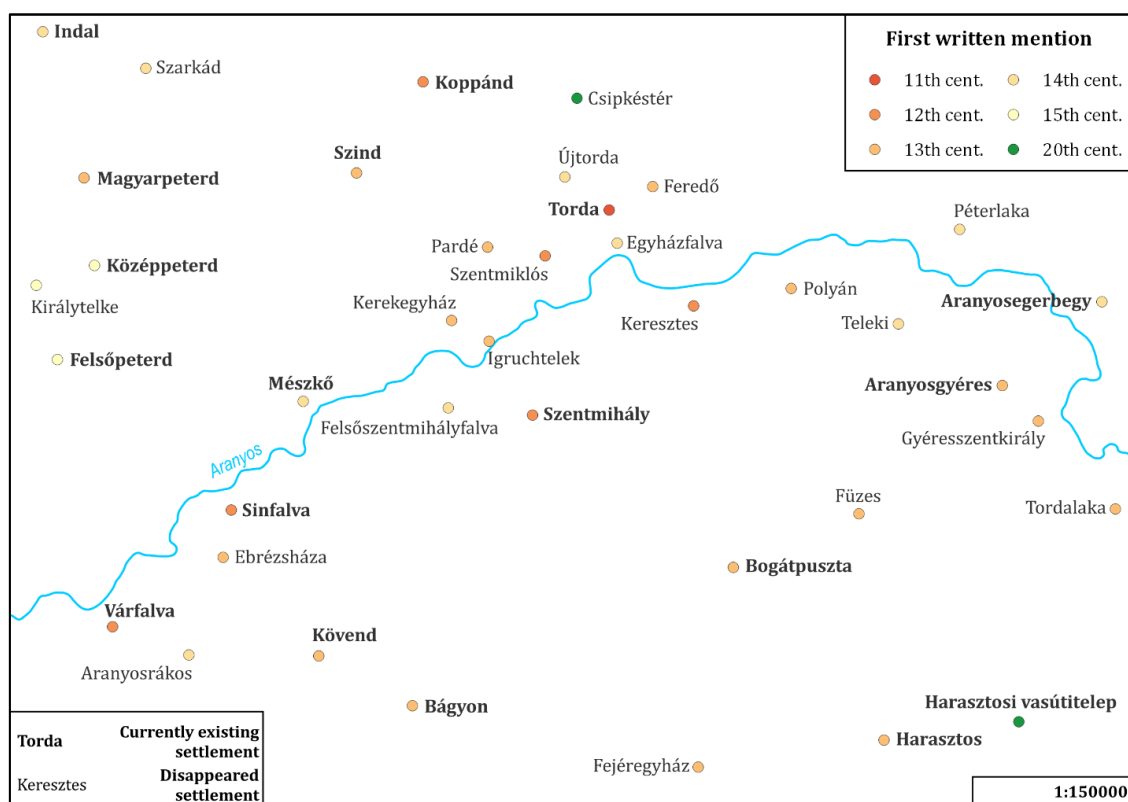 Indal
Szarkád
Koppánd
Csipkéstér
First written mention
11th cent.
14th cent.
12th cent.
15th cent.
13th cent.
20th cent.
Szind
Újtorda
Magyarpeterd
Feredő
Torda
Péterlaka
Pardé
Egyházfalva
Szentmiklós
Középpeterd
Királytelke
Kerekegyház
Keresztes
Polyán
Aranyosegerbegy
Teleki
Felsőpeterd
Igruchtelek
Mészkő
Aranyosgyéres
Felsőszentmihályfalva
Szentmihály
Gyéresszentkirály
Aranyos
Füzes
Sinfalva
Tordalaka
Ebrézsháza
Bogátpuszta
Várfalva
Kövend
Aranyosrákos
Bágyon
Harasztosi vasútitelep
Harasztos
Fejéregyház
Torda
Currently existing
settlement
Keresztes
Disappeared
settlement
1:150000